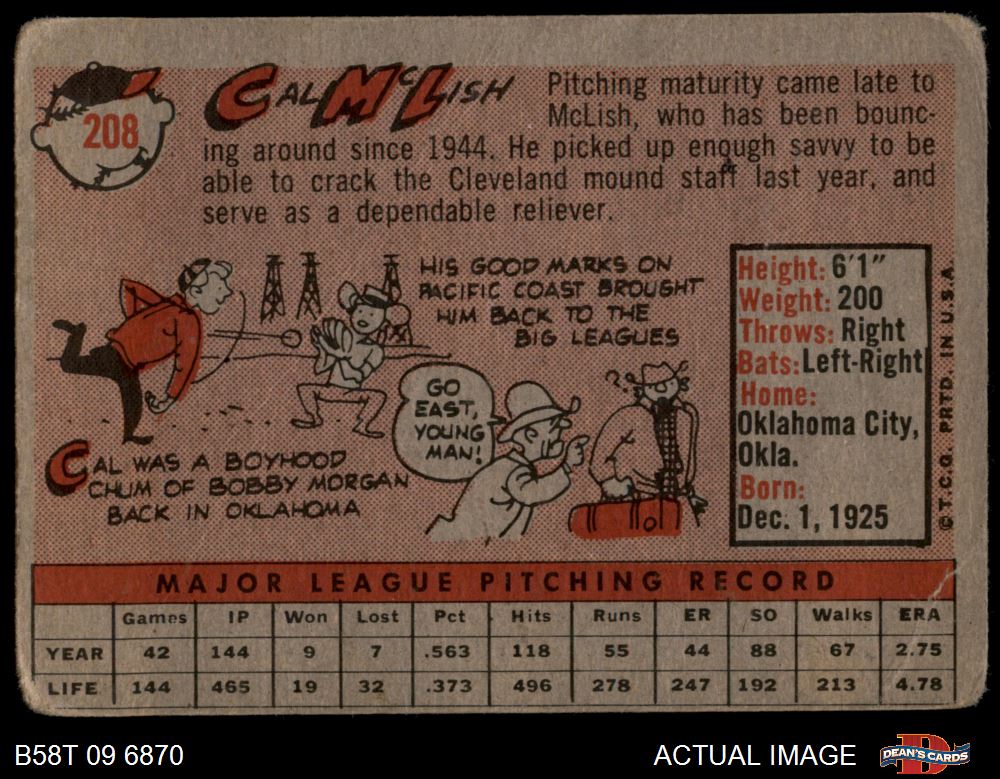 208
CAL McLISH
Pitching maturity came late to
McLish, who has been bounc-
ing around since 1944. He picked up enough savvy to be
able to crack the Cleveland mound staff last year, and
serve as a dependable reliever.
HIS GOOD MARKS ON
PACIFIC COAST BROUGHT
HIM BACK TO THE
BIG LEAGUES
GO
EAST,
YOUNG
MAN!
?
CAL WAS A BOYHOOD
CHUM OF BOBBY MORGAN
BACK IN OKLAHOMA
Height: 6'1"
Weight: 200
Throws: Right
Bats: Left-Right
Home:
Oklahoma City,
Okla.
Born:
Dec. 1, 1925
© T.C.G. PRTD. IN U.S.A.
MAJOR LEAGUE PITCHING RECORD
Games IP Won Lost Pct Hits Runs ER SO Walks ERA
YEAR 42 144 9 7 .563 118 55 44 88 67 2.75
LIFE 144 465 19 32 .373 496 278 247 192 213 4.78
B58T 09 6870
ACTUAL IMAGE
DEAN'S CARDS